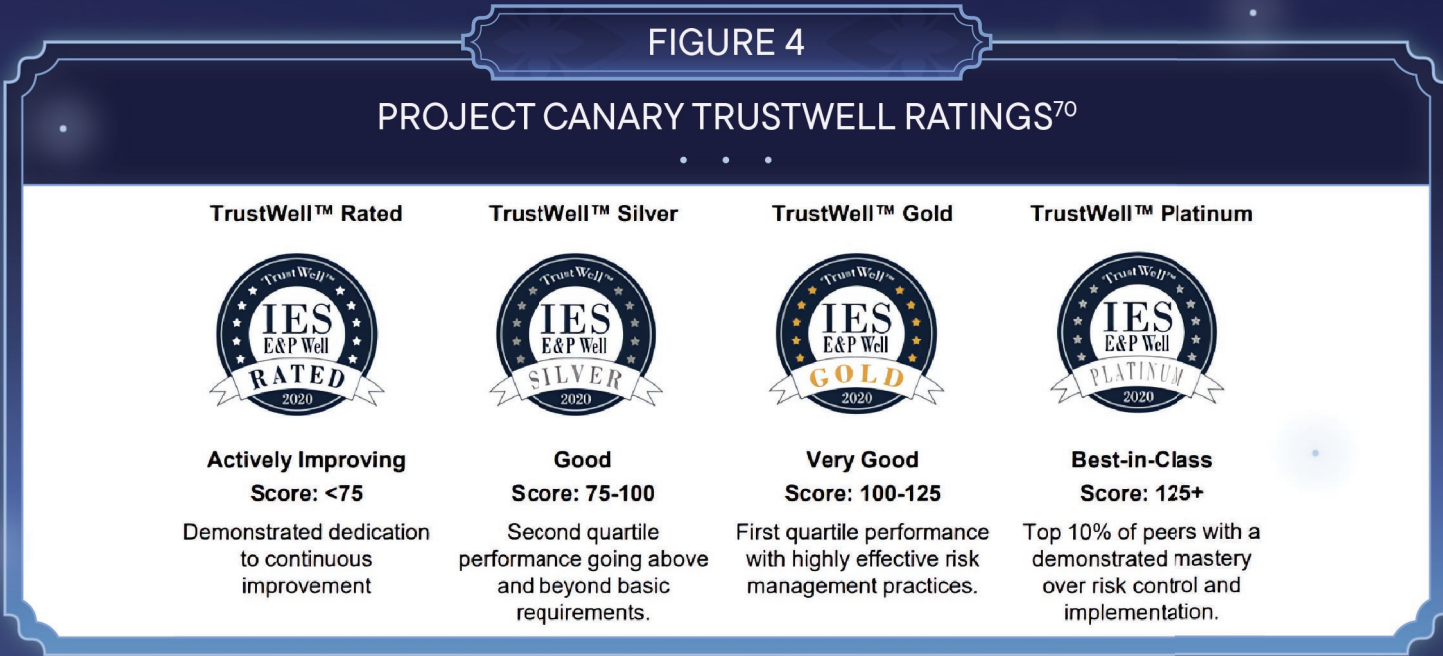 FIGURE 4
PROJECT CANARY TRUSTWELL RATINGS⁷⁰
TrustWell™ Rated
TrustWell™ Silver
TrustWell™ Gold
TrustWell™ Platinum
TrustWell™
IES
E&P Well
RATED
2020
TrustWell™
IES
E&P Well
SILVER
2020
TrustWell™
IES
E&P Well
GOLD
2020
TrustWell™
IES
E&P Well
PLATINUM
2020
Actively Improving
Score: <75
Demonstrated dedication
to continuous
improvement
Good
Score: 75-100
Second quartile
performance going above
and beyond basic
requirements.
Very Good
Score: 100-125
First quartile performance
with highly effective risk
management practices.
Best-in-Class
Score: 125+
Top 10% of peers with a
demonstrated mastery
over risk control and
implementation.